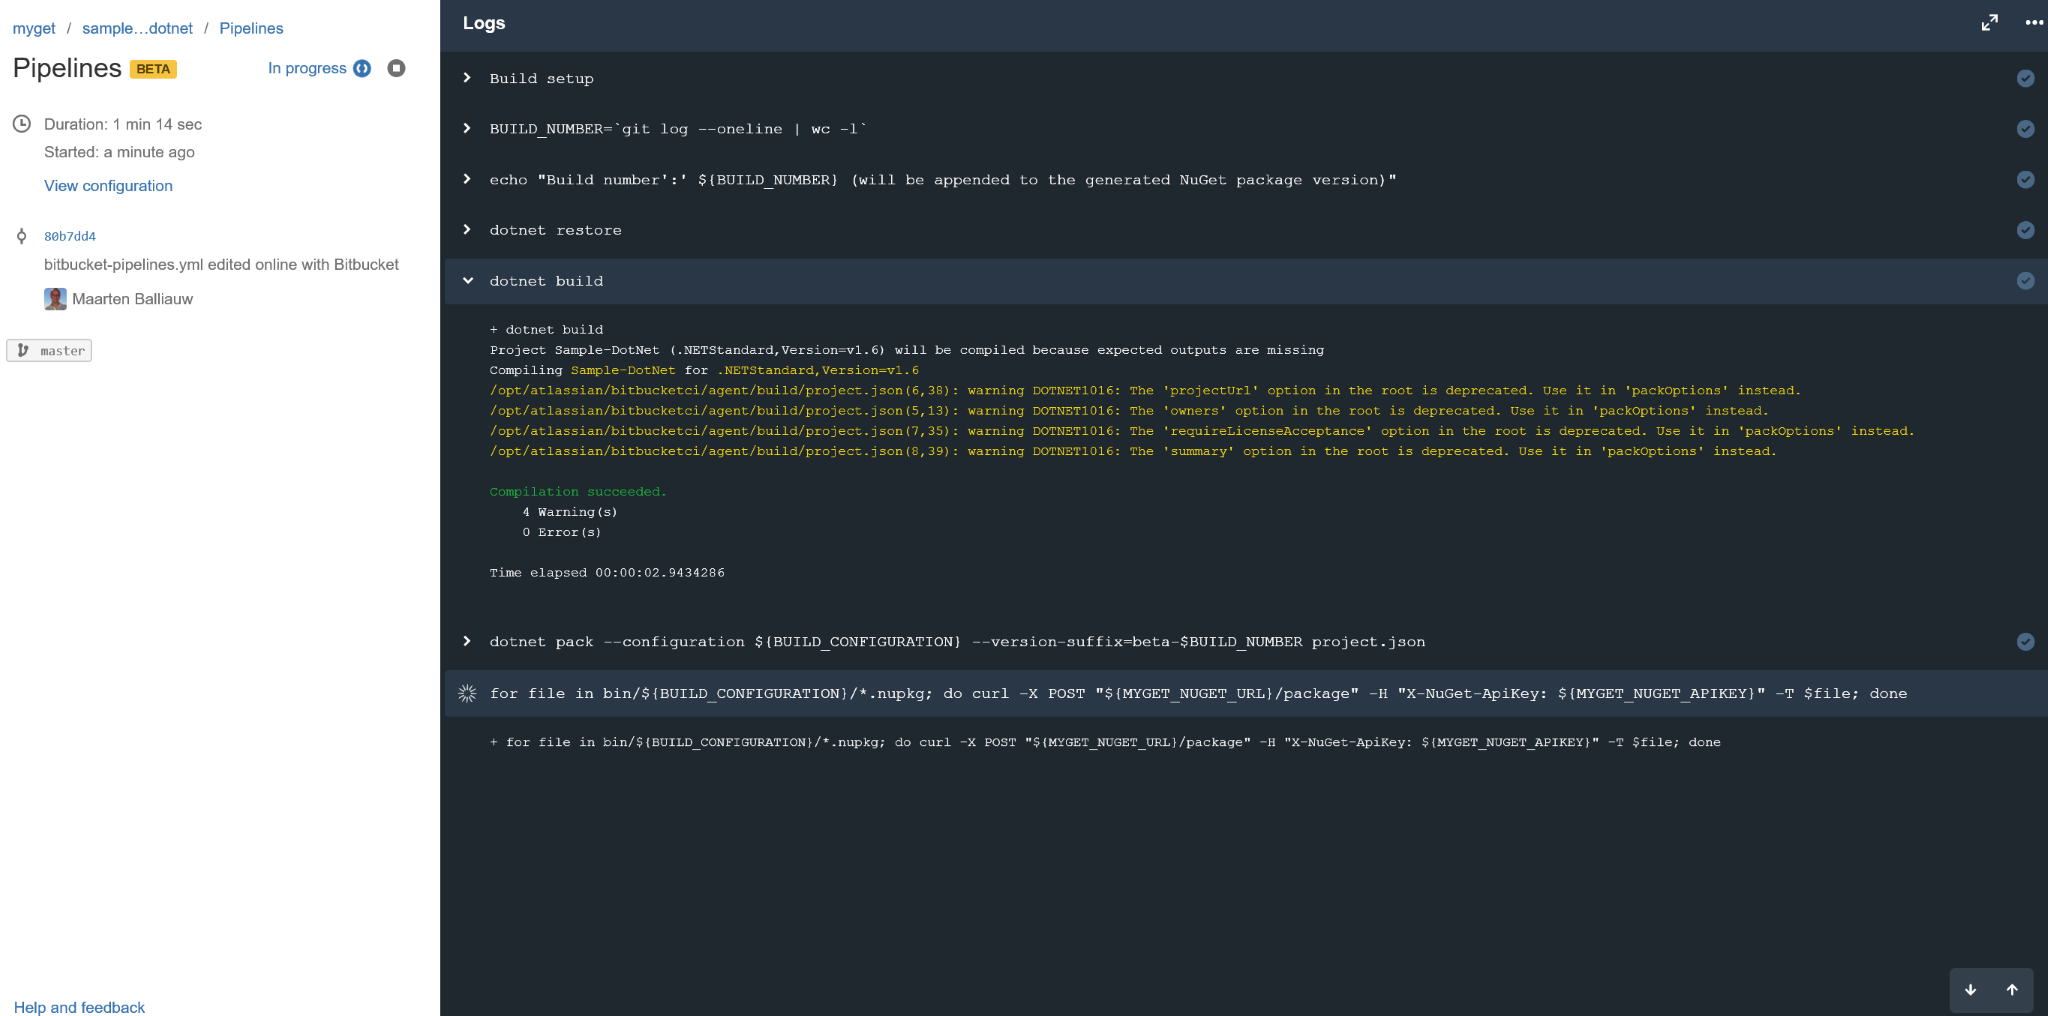 myget / sample...dotnet / Pipelines
Pipelines BETA In progress
Duration: 1 min 14 sec
Started: a minute ago
View configuration
80b7dd4
bitbucket-pipelines.yml edited online with Bitbucket
Maarten Balliauw
master
Help and feedback
Logs
Build setup
BUILD_NUMBER=`git log --oneline | wc -l`
echo "Build number':' ${BUILD_NUMBER} (will be appended to the generated NuGet package version)"
dotnet restore
dotnet build
+ dotnet build
Project Sample-DotNet (.NETStandard,Version=v1.6) will be compiled because expected outputs are missing
Compiling Sample-DotNet for .NETStandard,Version=v1.6
/opt/atlassian/bitbucketci/agent/build/project.json(6,38): warning DOTNET1016: The 'projectUrl' option in the root is deprecated. Use it in 'packOptions' instead.
/opt/atlassian/bitbucketci/agent/build/project.json(5,13): warning DOTNET1016: The 'owners' option in the root is deprecated. Use it in 'packOptions' instead.
/opt/atlassian/bitbucketci/agent/build/project.json(7,35): warning DOTNET1016: The 'requireLicenseAcceptance' option in the root is deprecated. Use it in 'packOptions' instead.
/opt/atlassian/bitbucketci/agent/build/project.json(8,39): warning DOTNET1016: The 'summary' option in the root is deprecated. Use it in 'packOptions' instead.
Compilation succeeded.
4 Warning(s)
0 Error(s)
Time elapsed 00:00:02.9434286
dotnet pack --configuration ${BUILD_CONFIGURATION} --version-suffix=beta-$BUILD_NUMBER project.json
for file in bin/${BUILD_CONFIGURATION}/*.nupkg; do curl -X POST "${MYGET_NUGET_URL}/package" -H "X-NuGet-ApiKey: ${MYGET_NUGET_APIKEY}" -T $file; done
+ for file in bin/${BUILD_CONFIGURATION}/*.nupkg; do curl -X POST "${MYGET_NUGET_URL}/package" -H "X-NuGet-ApiKey: ${MYGET_NUGET_APIKEY}" -T $file; done